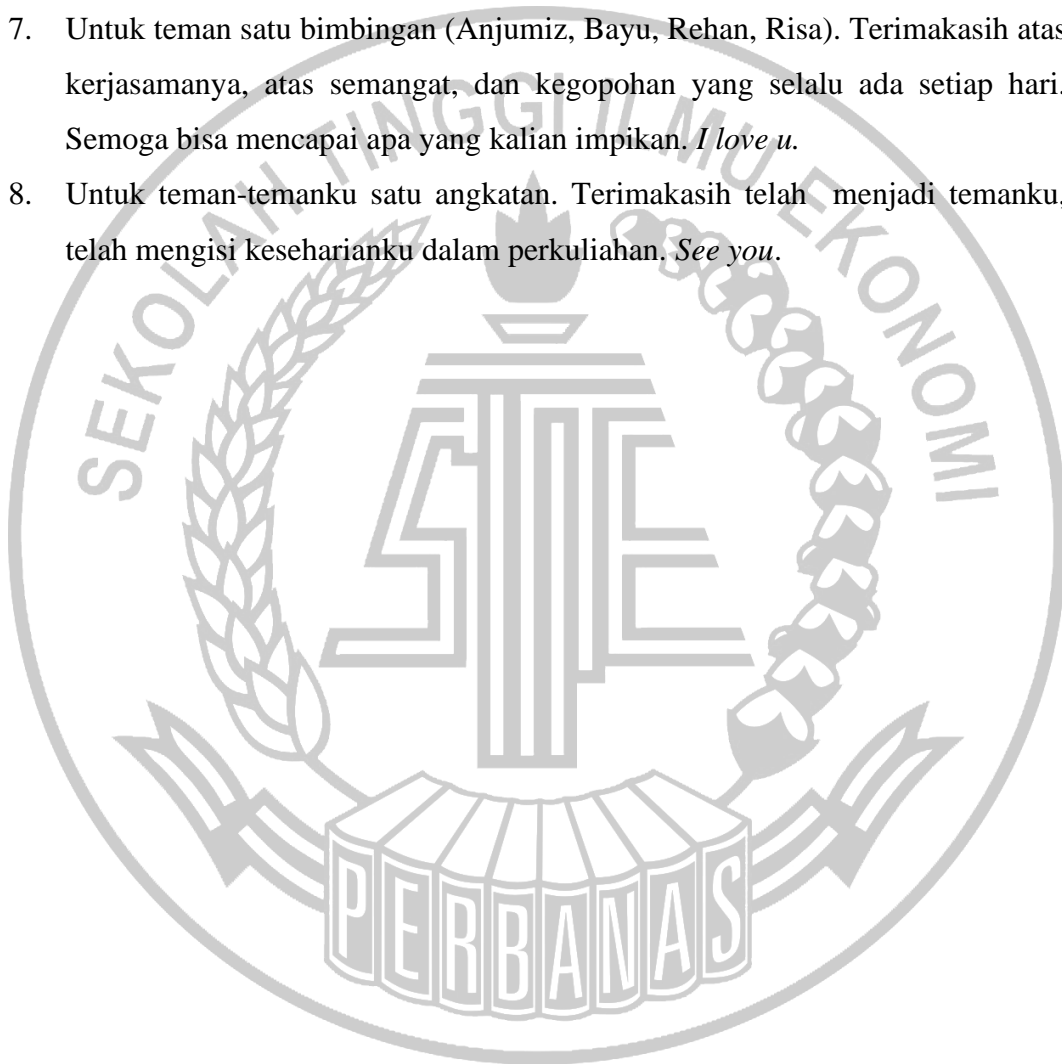 7. Untuk teman satu bimbingan (Anjumiz, Bayu, Rehan, Risa). Terimakasih atas
kerjasamanya, atas semangat, dan kegopohan yang selalu ada setiap hari.
Semoga bisa mencapai apa yang kalian impikan. I love u.
8. Untuk teman-temanku satu angkatan. Terimakasih telah menjadi temanku,
telah mengisi keseharianku dalam perkuliahan. See you.
SEKOLAH TINGGI ILMU EKONOMI
STIE
PERBANAS